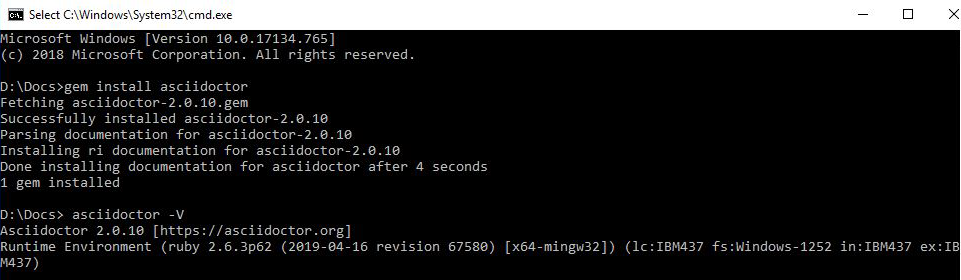 Select C:\Windows\System32\cmd.exe
Microsoft Windows [Version 10.0.17134.765]
(c) 2018 Microsoft Corporation. All rights reserved.
D:\Docs>gem install asciidoctor
Fetching asciidoctor-2.0.10.gem
Successfully installed asciidoctor-2.0.10
Parsing documentation for asciidoctor-2.0.10
Installing ri documentation for asciidoctor-2.0.10
Done installing documentation for asciidoctor after 4 seconds
1 gem installed
D:\Docs> asciidoctor -V
Asciidoctor 2.0.10 [https://asciidoctor.org]
Runtime Environment (ruby 2.6.3p62 (2019-04-16 revision 67580) [x64-mingw32]) (lc:IBM437 fs:Windows-1252 in:IBM437 ex:IB
M437)